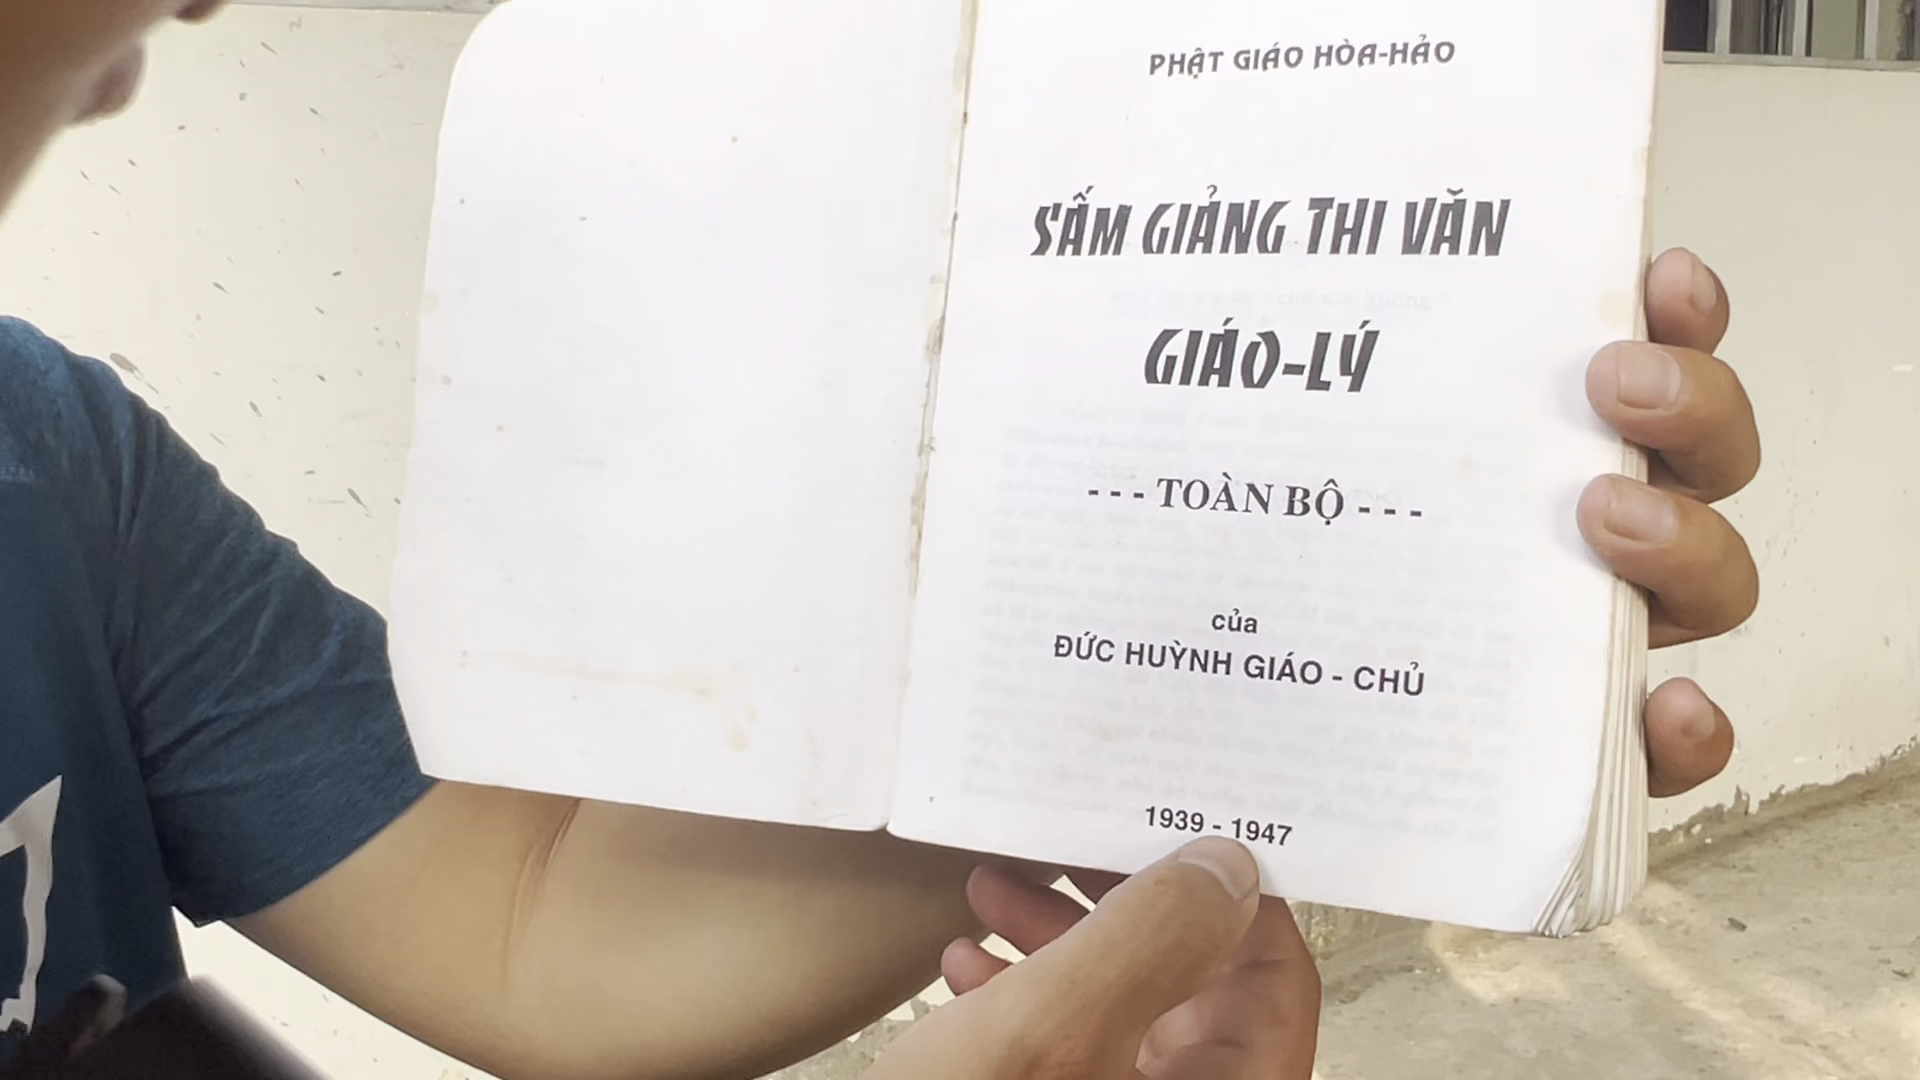 PHẬT GIÁO HÒA-HẢO
SẤM GIẢNG THI VĂN
GIÁO-LÝ
--- TOÀN BỘ ---
của
ĐỨC HUỲNH GIÁO - CHỦ
1939 - 1947